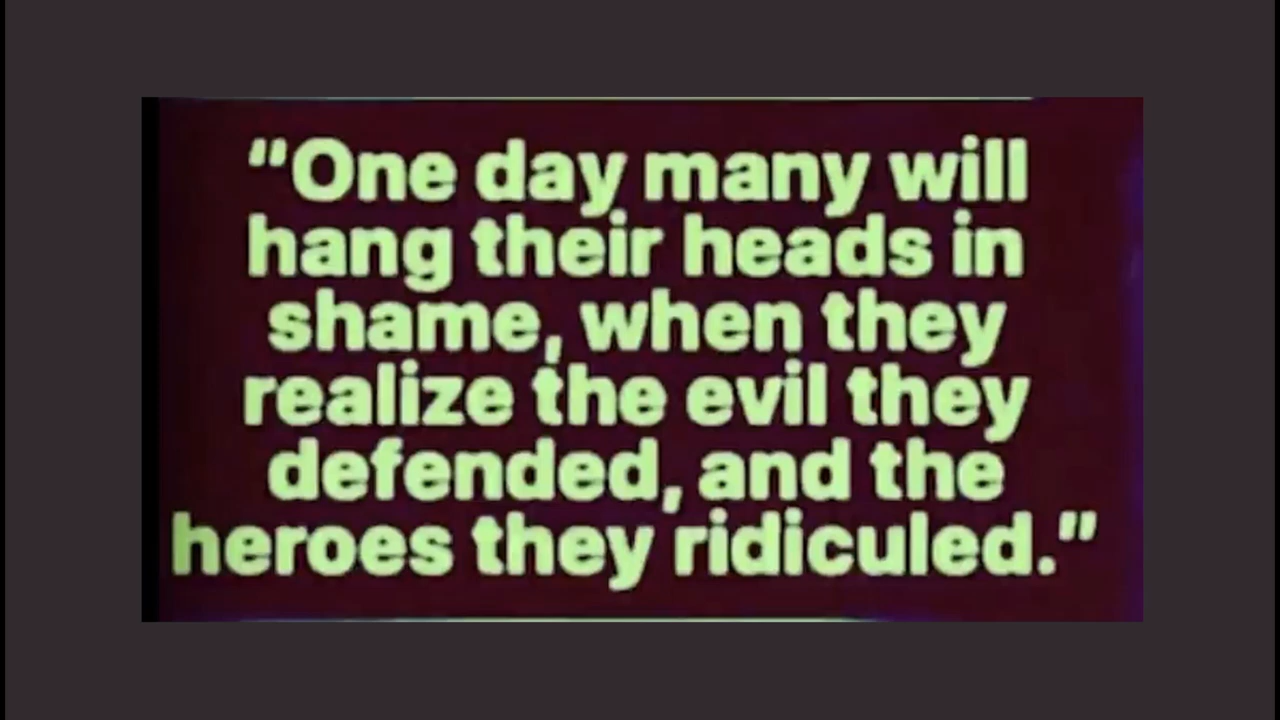 “One day many will
hang their heads in
shame, when they
realize the evil they
defended, and the
heroes they ridiculed.”